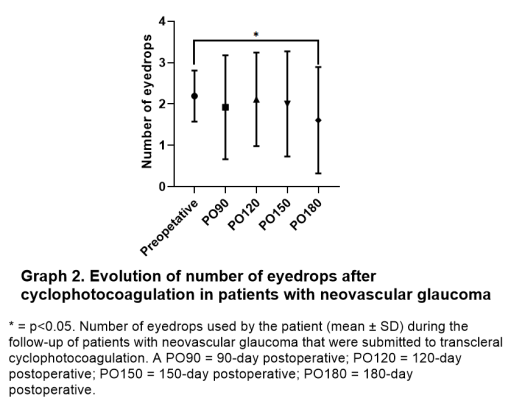 4
3
2
1
0
Number of eyedrops
*
Preopetative
PO90
PO120
PO150
PO180
Graph 2. Evolution of number of eyedrops after
cyclophotocoagulation in patients with neovascular glaucoma
* = p<0.05. Number of eyedrops used by the patient (mean ± SD) during the
follow-up of patients with neovascular glaucoma that were submitted to transcleral
cyclophotocoagulation. A PO90 = 90-day postoperative; PO120 = 120-day
postoperative; PO150 = 150-day postoperative; PO180 = 180-day
postoperative.